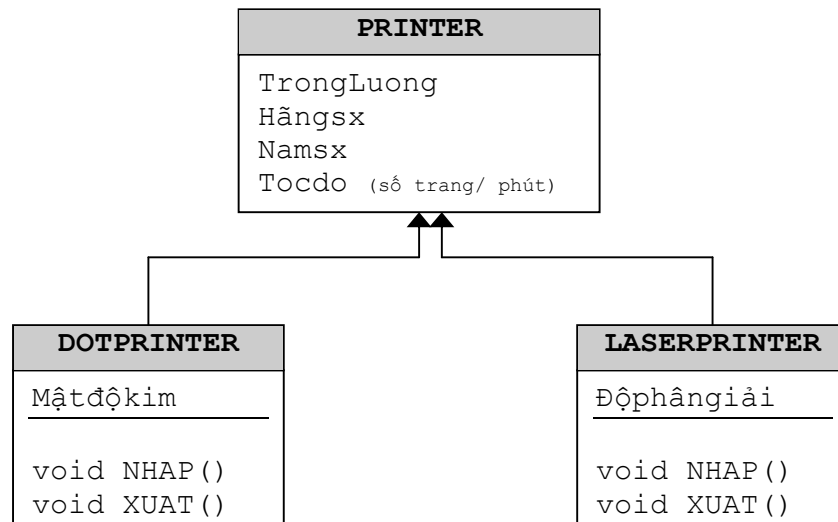 PRINTER
TrongLuong
Hãngsx
Namsx
Tocdo (số trang/ phút)
DOTPRINTER
Mậtđộkim
void NHAP()
void XUAT()
LASERPRINTER
Độphângiải
void NHAP()
void XUAT()